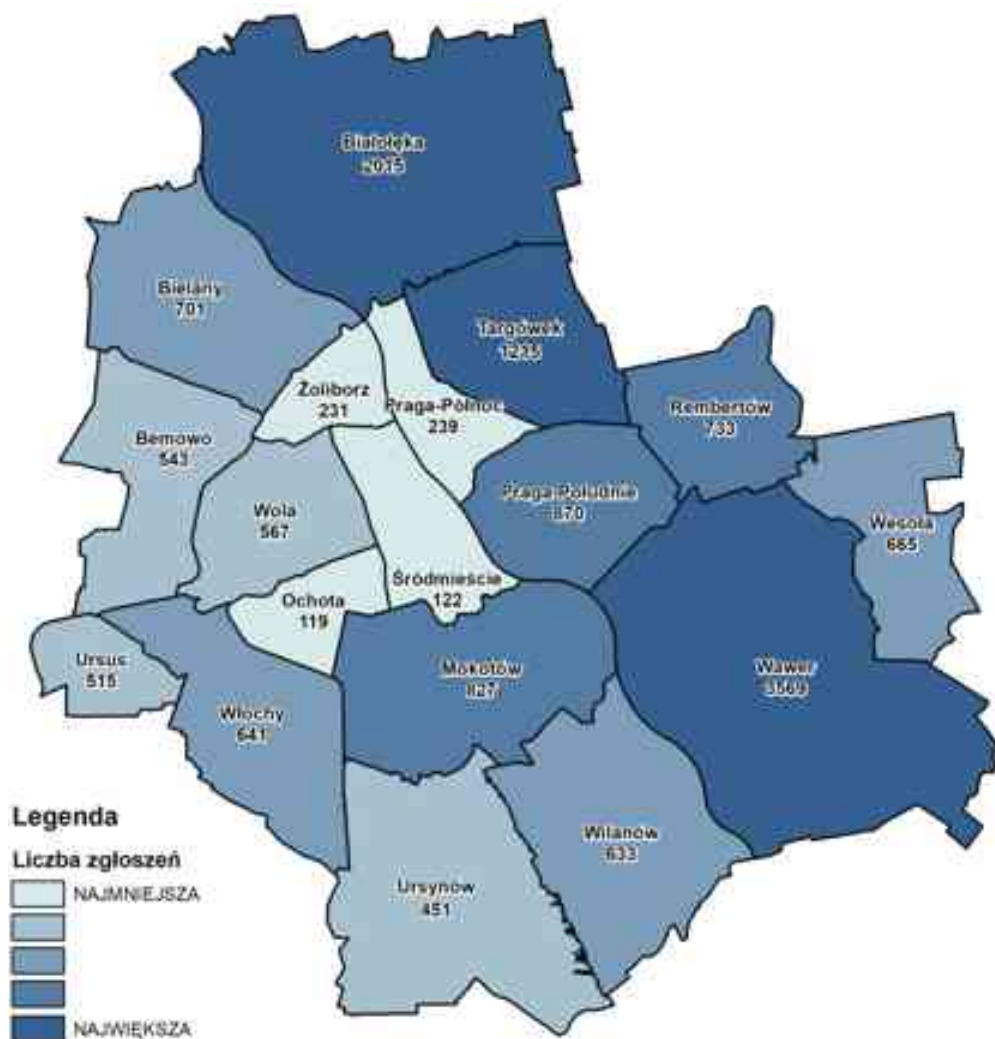 Białołęka
2035
Bielany
701
Targówek
1235
Żoliborz
231
Praga-Północ
239
Rembertów
733
Bemowo
543
Wola
567
Praga-Południe
870
Wesoła
665
Śródmieście
122
Ochota
119
Ursus
515
Mokotów
827
Wawer
3569
Włochy
641
Wilanów
633
Ursynów
451
Legenda
Liczba zgłoszeń
NAJMNIEJSZA
NAJWIĘKSZA